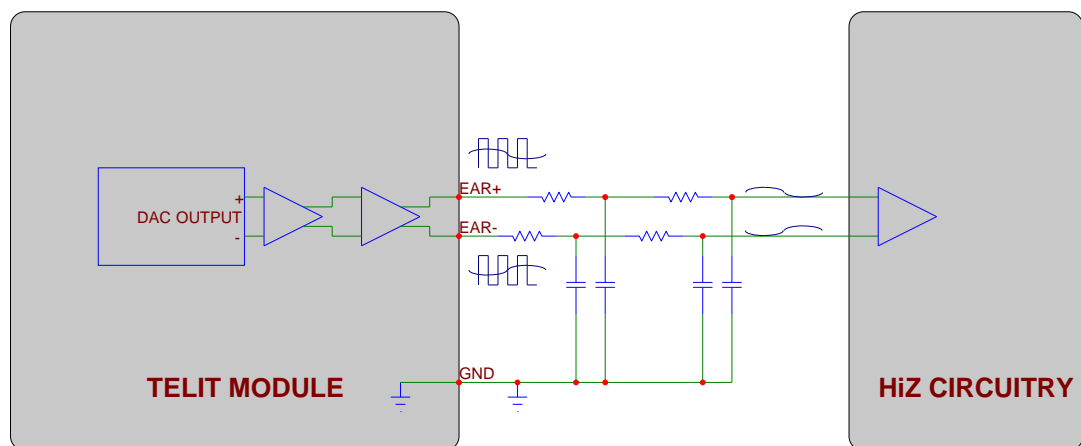 EAR+
+
DAC OUTPUT
-
EAR-
GND
TELIT MODULE
HiZ CIRCUITRY